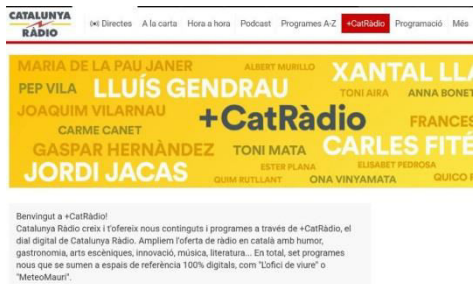 CATALUNYA
RÀDIO
Directes A la carta Hora a hora Podcast Programes A-Z +CatRàdio Programació Més
MARIA DE LA PAU JANER ALBERT MURILLO XANTAL LLA
PEP VILA LLUÍS GENDRAU TONI AIRA ANNA BONET
JOAQUIM VILARNAU +CatRàdio FRANCES
CARME CANET
GASPAR HERNÀNDEZ TONI MATA CARLES FITÉ
JORDI JACAS ESTER PLANA ELISABET PEDROSA
QUIM RUTLLANT ONA VINYAMATA QUICO
Benvingut a +CatRàdio!
Catalunya Ràdio creix i t'ofereix nous continguts i programes a través de +CatRàdio, el
dial digital de Catalunya Ràdio. Ampliem l'oferta de ràdio en català amb humor,
gastronomia, arts escèniques, innovació, música, literatura... En total, set programes
nous que se sumen a espais de referència 100% digitals, com "L'ofici de viure" o
"MeteoMauri".